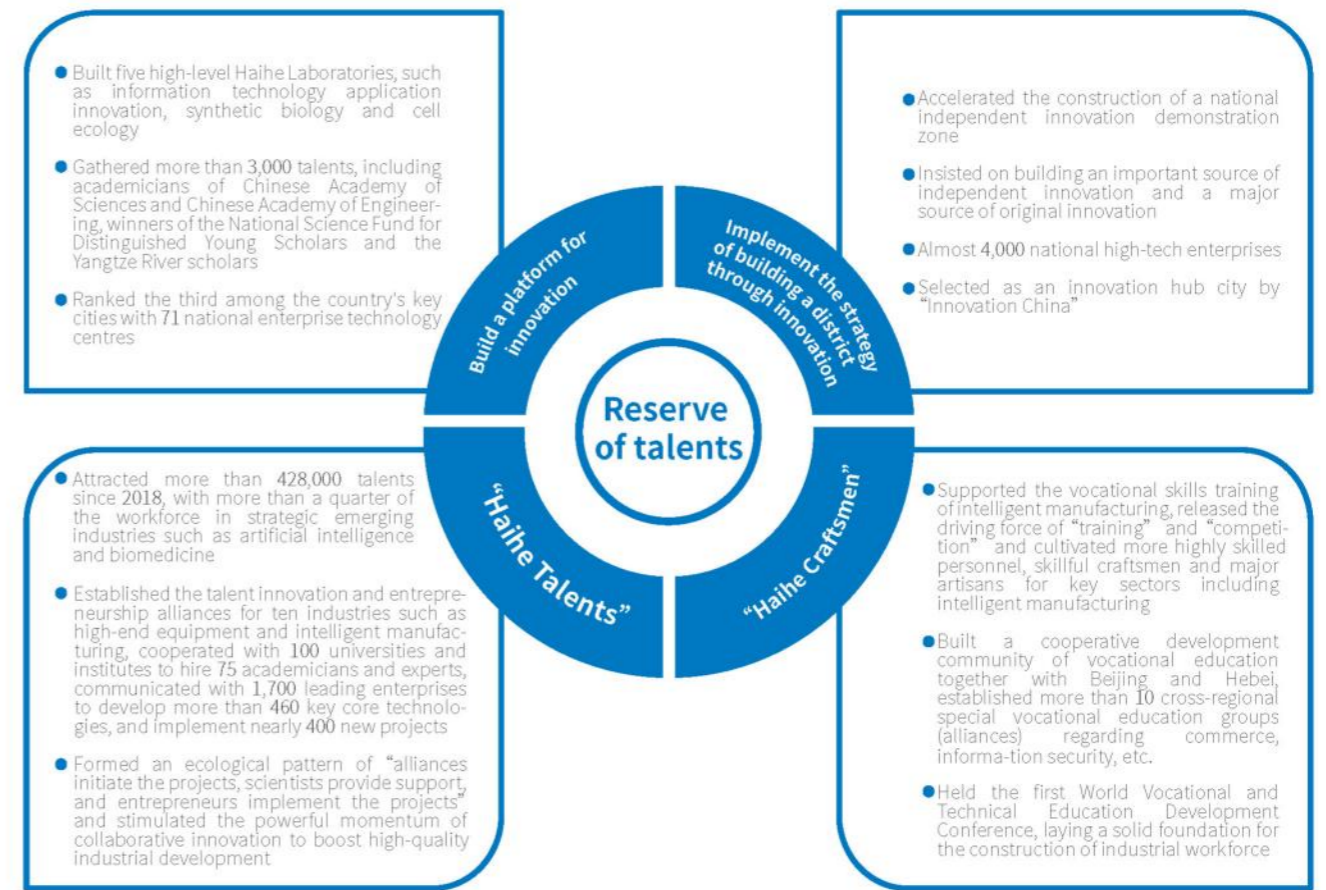 Built five high-level Haihe Laboratories, such
as information technology application
innovation, synthetic biology and cell
ecology
Gathered more than 3,000 talents, including
academicians of Chinese Academy of
Sciences and Chinese Academy of Engineer-
ing, winners of the National Science Fund for
Distinguished Young Scholars and the
Yangtze River scholars
Ranked the third among the country's key
cities with 71 national enterprise technology
centres
Build a platform for
innovation
Implement the strategy
of building a district
through innovation
Accelerated the construction of a national
independent innovation demonstration
zone
Insisted on building an important source of
independent innovation and a major
source of original innovation
Almost 4,000 national high-tech enterprises
Selected as an innovation hub city by
“Innovation China”
Reserve
of talents
Attracted more than 428,000 talents
since 2018, with more than a quarter of
the workforce in strategic emerging
industries such as artificial intelligence
and biomedicine
Established the talent innovation and entrepre-
neurship alliances for ten industries such as
high-end equipment and intelligent manufac-
turing, cooperated with 100 universities and
institutes to hire 75 academicians and experts,
communicated with 1,700 leading enterprises
to develop more than 460 key core technolo-
gies, and implement nearly 400 new projects
Formed an ecological pattern of “alliances
initiate the projects, scientists provide support,
and entrepreneurs implement the projects”
and stimulated the powerful momentum of
collaborative innovation to boost high-quality
industrial development
“Haihe Talents”
“Haihe Craftsmen”
Supported the vocational skills training
of intelligent manufacturing, released the
driving force of “training” and “competi-
tion” and cultivated more highly skilled
personnel, skillful craftsmen and major
artisans for key sectors including
intelligent manufacturing
Built a cooperative development
community of vocational education
together with Beijing and Hebei,
established more than 10 cross-regional
special vocational education groups
(alliances) regarding commerce,
informa-tion security, etc.
Held the first World Vocational and
Technical Education Development
Conference, laying a solid foundation for
the construction of industrial workforce